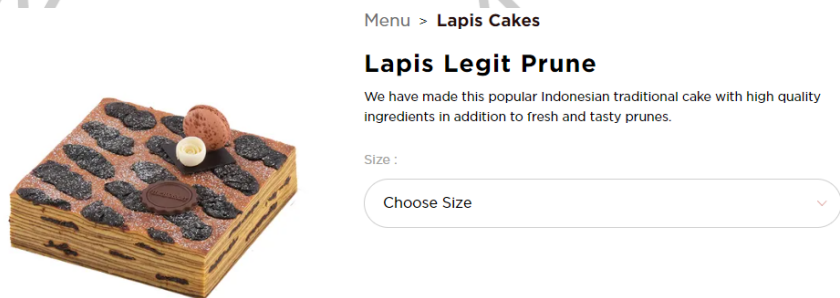 Menu > Lapis Cakes
Lapis Legit Prune
We have made this popular Indonesian traditional cake with high quality
ingredients in addition to fresh and tasty prunes.
Size :
Choose Size